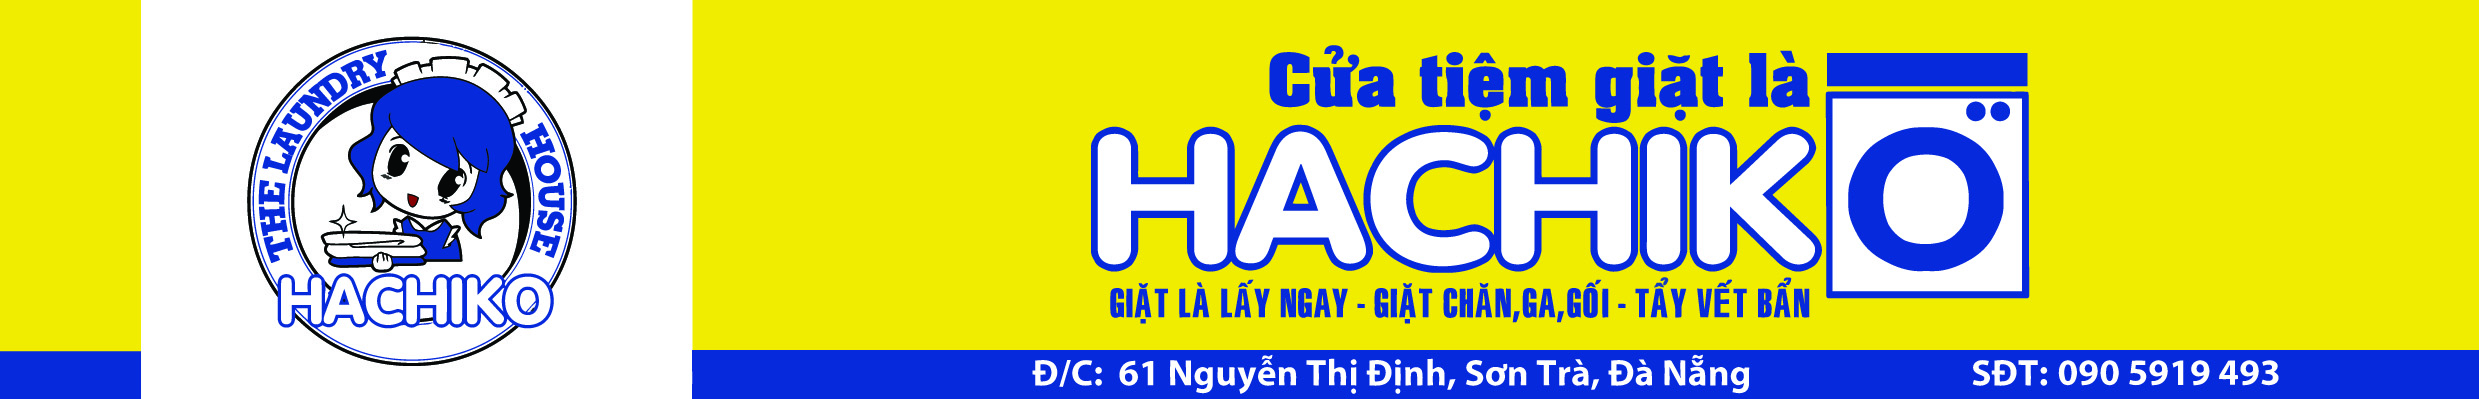 THE LAUNDRY HOUSE
HACHIKO
Cửa tiệm giặt là
HACHIKO
GIẶT LÀ LẤY NGAY - GIẶT CHĂN,GA,GỐI - TẨY VẾT BẨN
Đ/C: 61 Nguyễn Thị Định, Sơn Trà, Đà Nẵng
SĐT: 090 5919 493